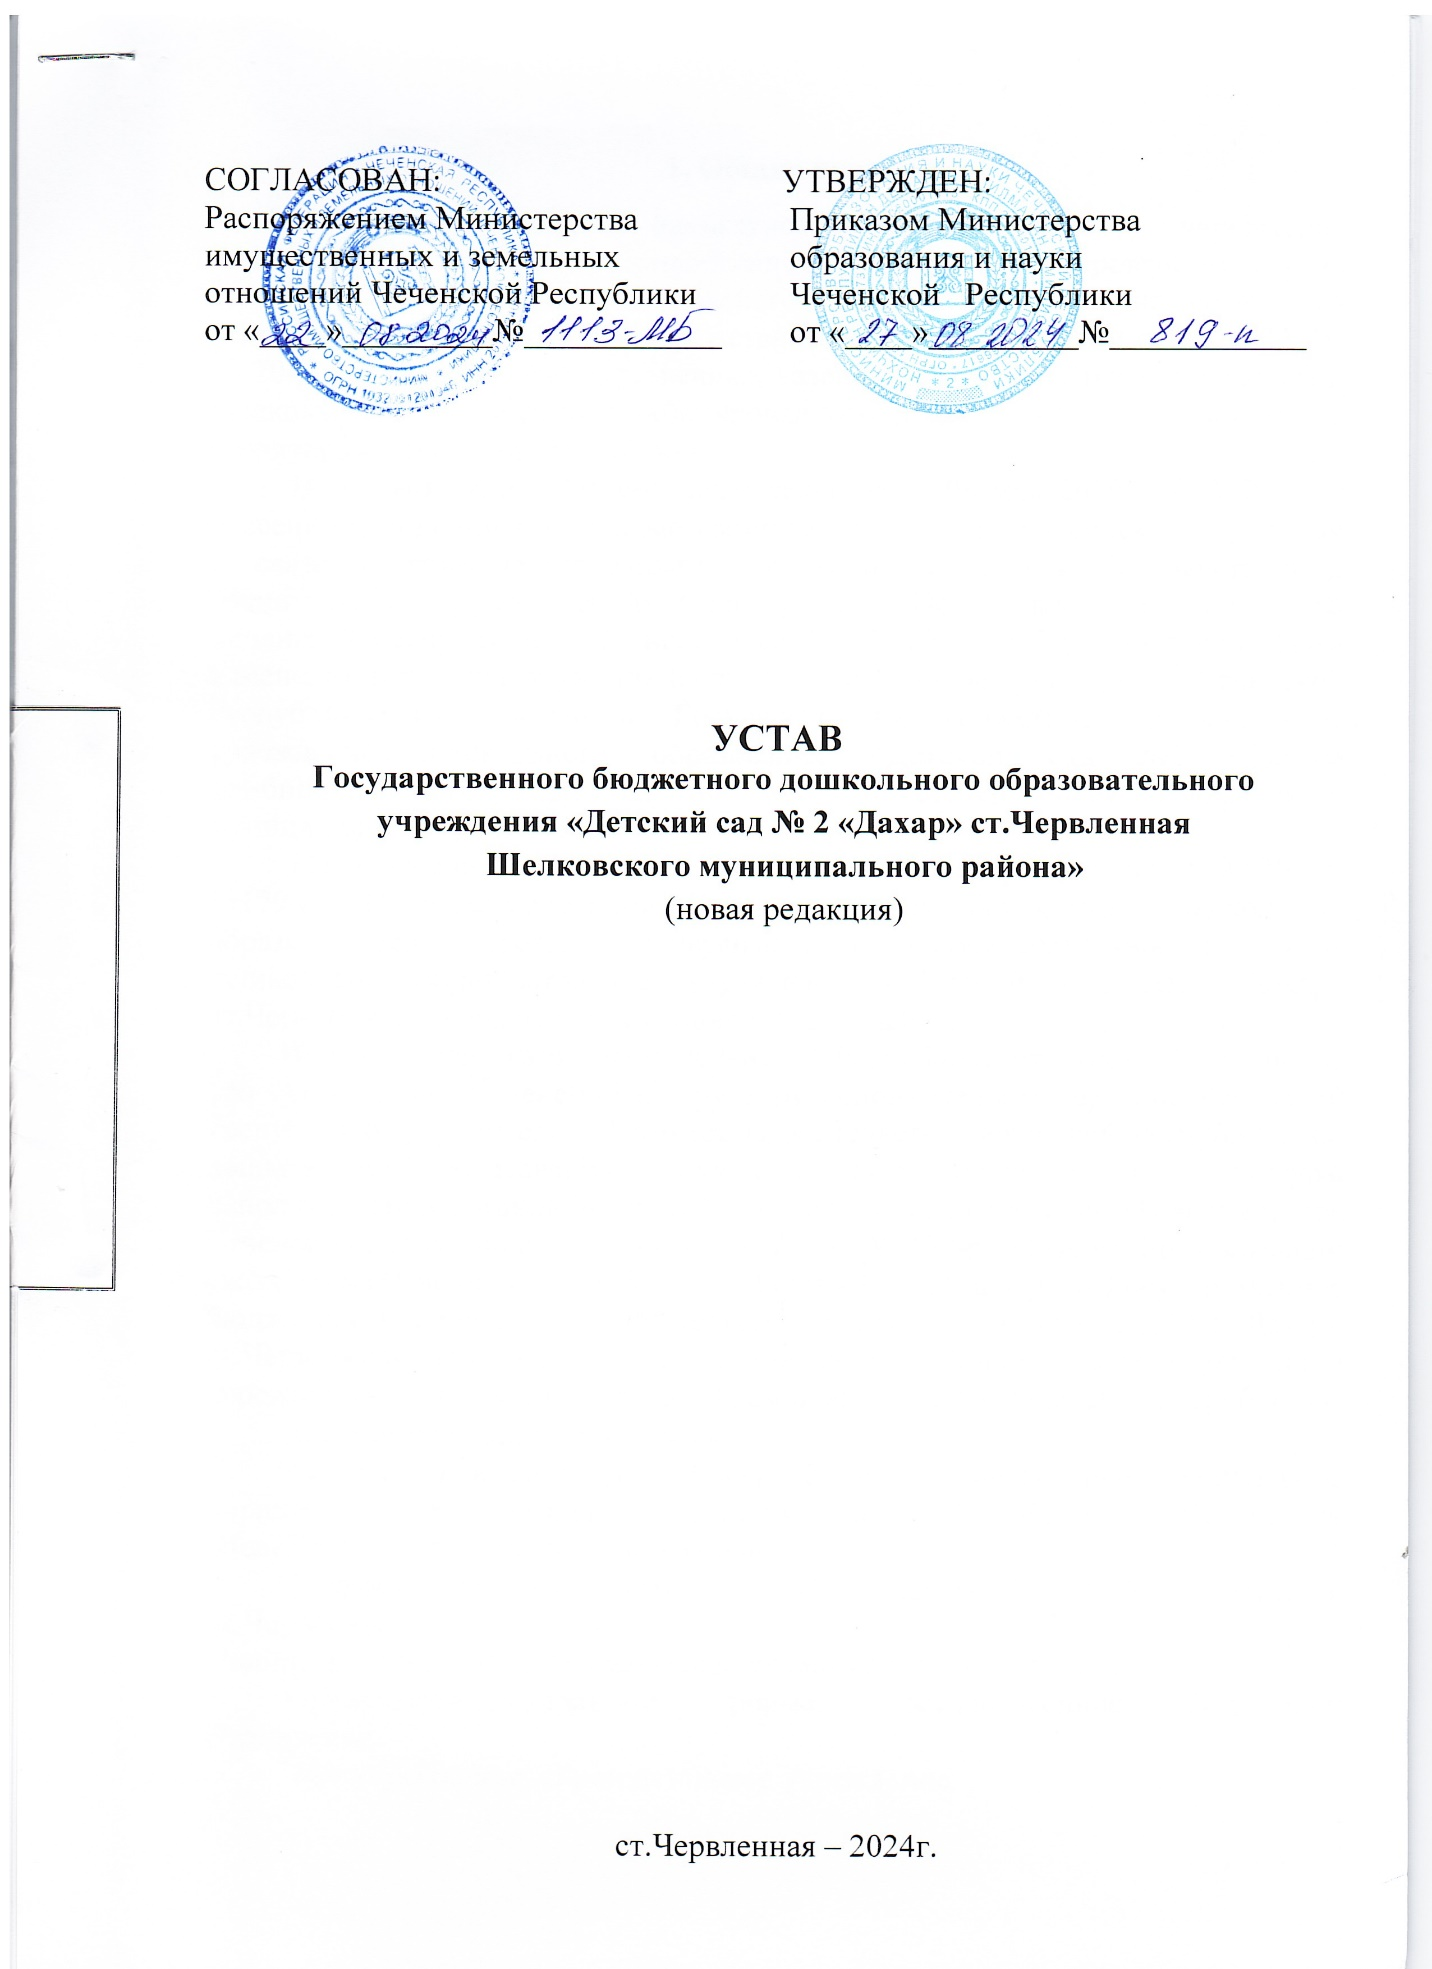 СОГЛАСОВАН:
Распоряжением Министерства
имущественных и земельных
отношений Чеченской Республики
от «22» 08 2024 № 1113-МБ
УТВЕРЖДЕН:
Приказом Министерства
образования и науки
Чеченской Республики
от «27» 08 2024 № 819-п
УСТАВ
Государственного бюджетного дошкольного образовательного
учреждения «Детский сад № 2 «Дахар» ст.Червленная
Шелковского муниципального района»
(новая редакция)
ст.Червленная – 2024г.